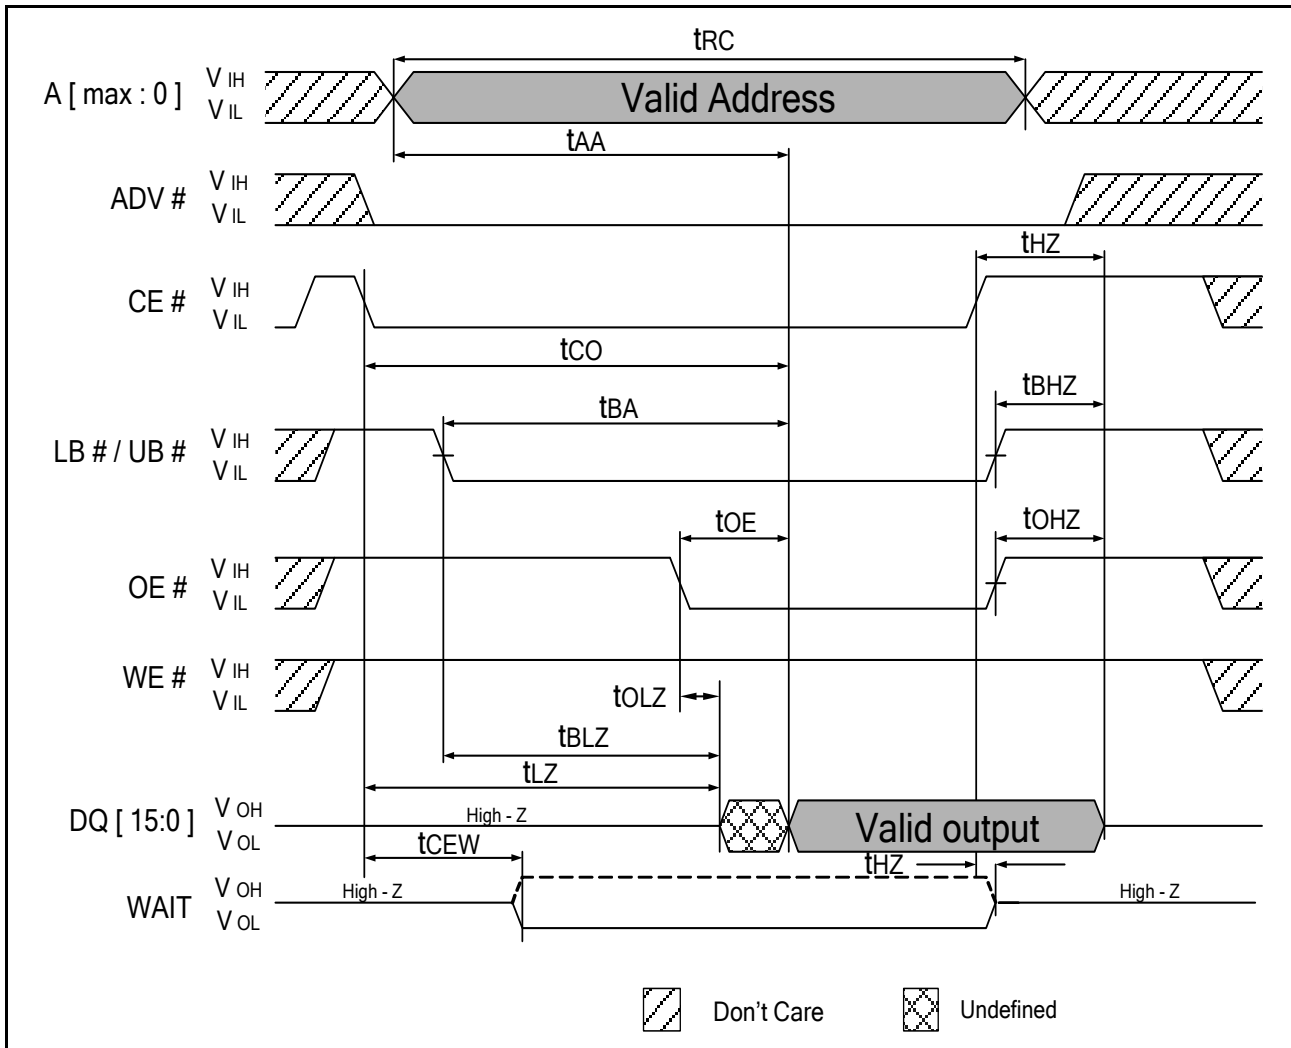 tRC
A [ max : 0 ]
V IH
V IL
Valid Address
tAA
ADV #
V IH
V IL
tHZ
CE #
V IH
V IL
tCO
tBHZ
tBA
LB # / UB #
V IH
V IL
tOE
tOHZ
OE #
V IH
V IL
WE #
V IH
V IL
tOLZ
tBLZ
tLZ
DQ [ 15:0 ]
V OH
V OL
High - Z
Valid output
tCEW
tHZ
WAIT
V OH
V OL
High - Z
High - Z
Don't Care
Undefined